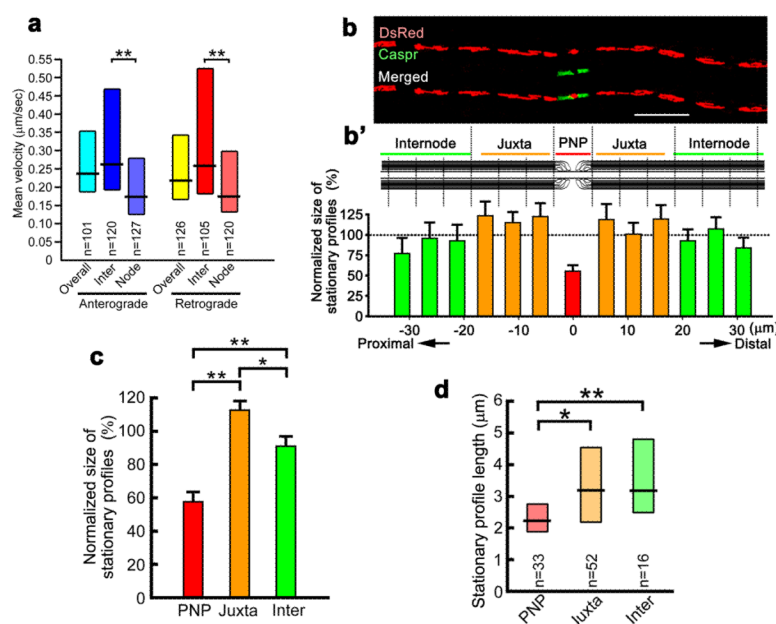 a
Mean velocity (μm/sec)
0.55
0.50
0.45
0.40
0.35
0.30
0.25
0.20
0.15
0.10
0.05
0
** **
n=101 n=120 n=127 n=126 n=105 n=120
Overall Inter Node Overall Inter Node
Anterograde Retrograde
b
DsRed
Caspr
Merged
b'
Internode Juxta PNP Juxta Internode
Normalized size of
stationary profiles
(%)
125
100
75
50
25
0
-30 -20 -10 0 10 20 30 (μm)
Proximal Distal
c
Normalized size of
stationary profiles (%)
120
100
80
60
40
20
0
**
** *
PNP Juxta Inter
d
Stationary profile length (μm)
6
5
4
3
2
1
0
**
*
n=33 n=52 n=16
PNP Iuxta Inter